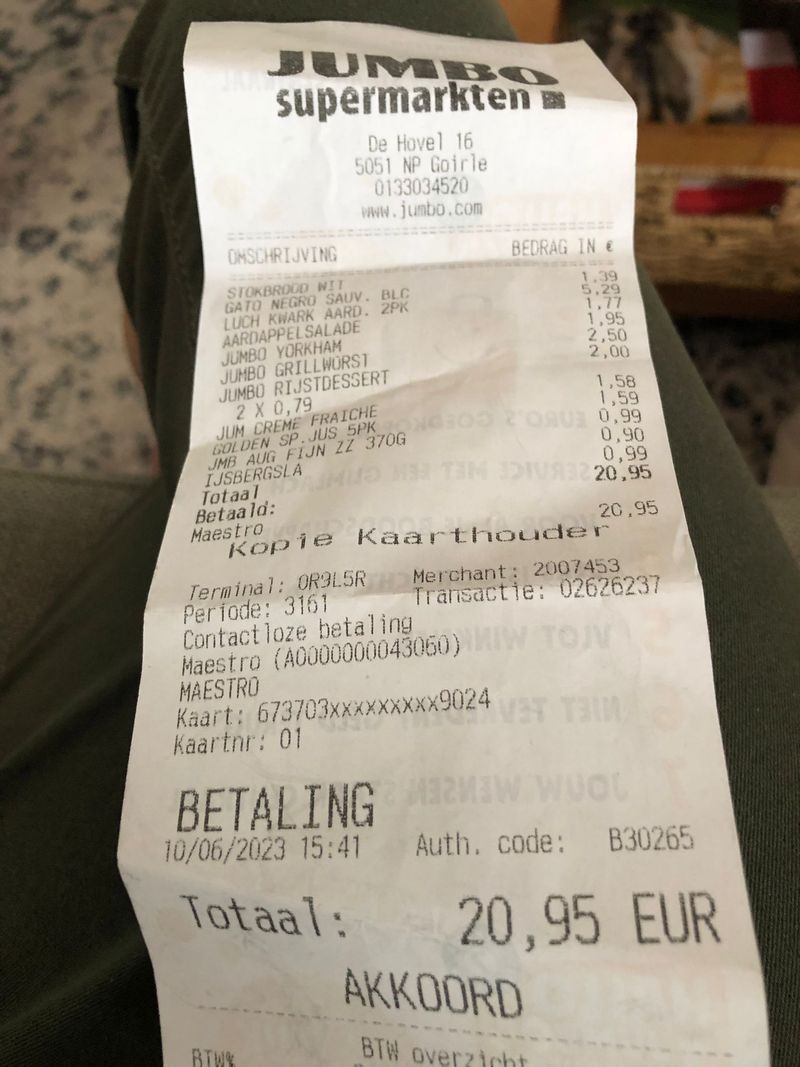 JUMBO
supermarkten
De Hovel 16
5051 NP Goirle
0133034520
www.jumbo.com
OMSCHRIJVING BEDRAG IN €
STOKBROOD WIT 1,39
GATO NEGRO SAUV. BLC 5,29
LUCH KWARK AARD. 2PK 1,77
AARDAPPELSALADE 1,95
JUMBO YORKHAM 2,50
JUMBO GRILLWORST 2,00
JUMBO RIJSTDESSERT
2 X 0,79 1,58
JUM CREME FRAICHE 1,59
GOLDEN SP.JUS 5PK 0,99
JMB AUG FIJN ZZ 370G 0,90
IJSBERGSLA 0,99
Totaal 20,95
Betaald:
Maestro 20,95
Kopie Kaarthouder
Terminal: OR9L5R Merchant: 2007453
Periode: 3161 Transactie: 02626237
Contactloze betaling
Maestro (A0000000043060)
MAESTRO
Kaart: 673703xxxxxxxxx9024
Kaartnr: 01
BETALING
10/06/2023 15:41 Auth. code: B30265
Totaal: 20,95 EUR
AKKOORD
BTW% BTW overzicht